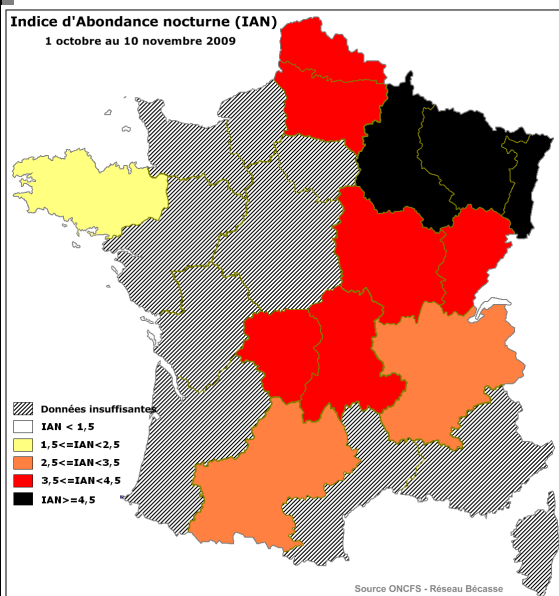 Indice d'Abondance nocturne (IAN)
1 octobre au 10 novembre 2009
Données insuffisantes
IAN < 1,5
1,5<=IAN<2,5
2,5<=IAN<3,5
3,5<=IAN<4,5
IAN>=4,5
Source ONCFS - Réseau Bécasse